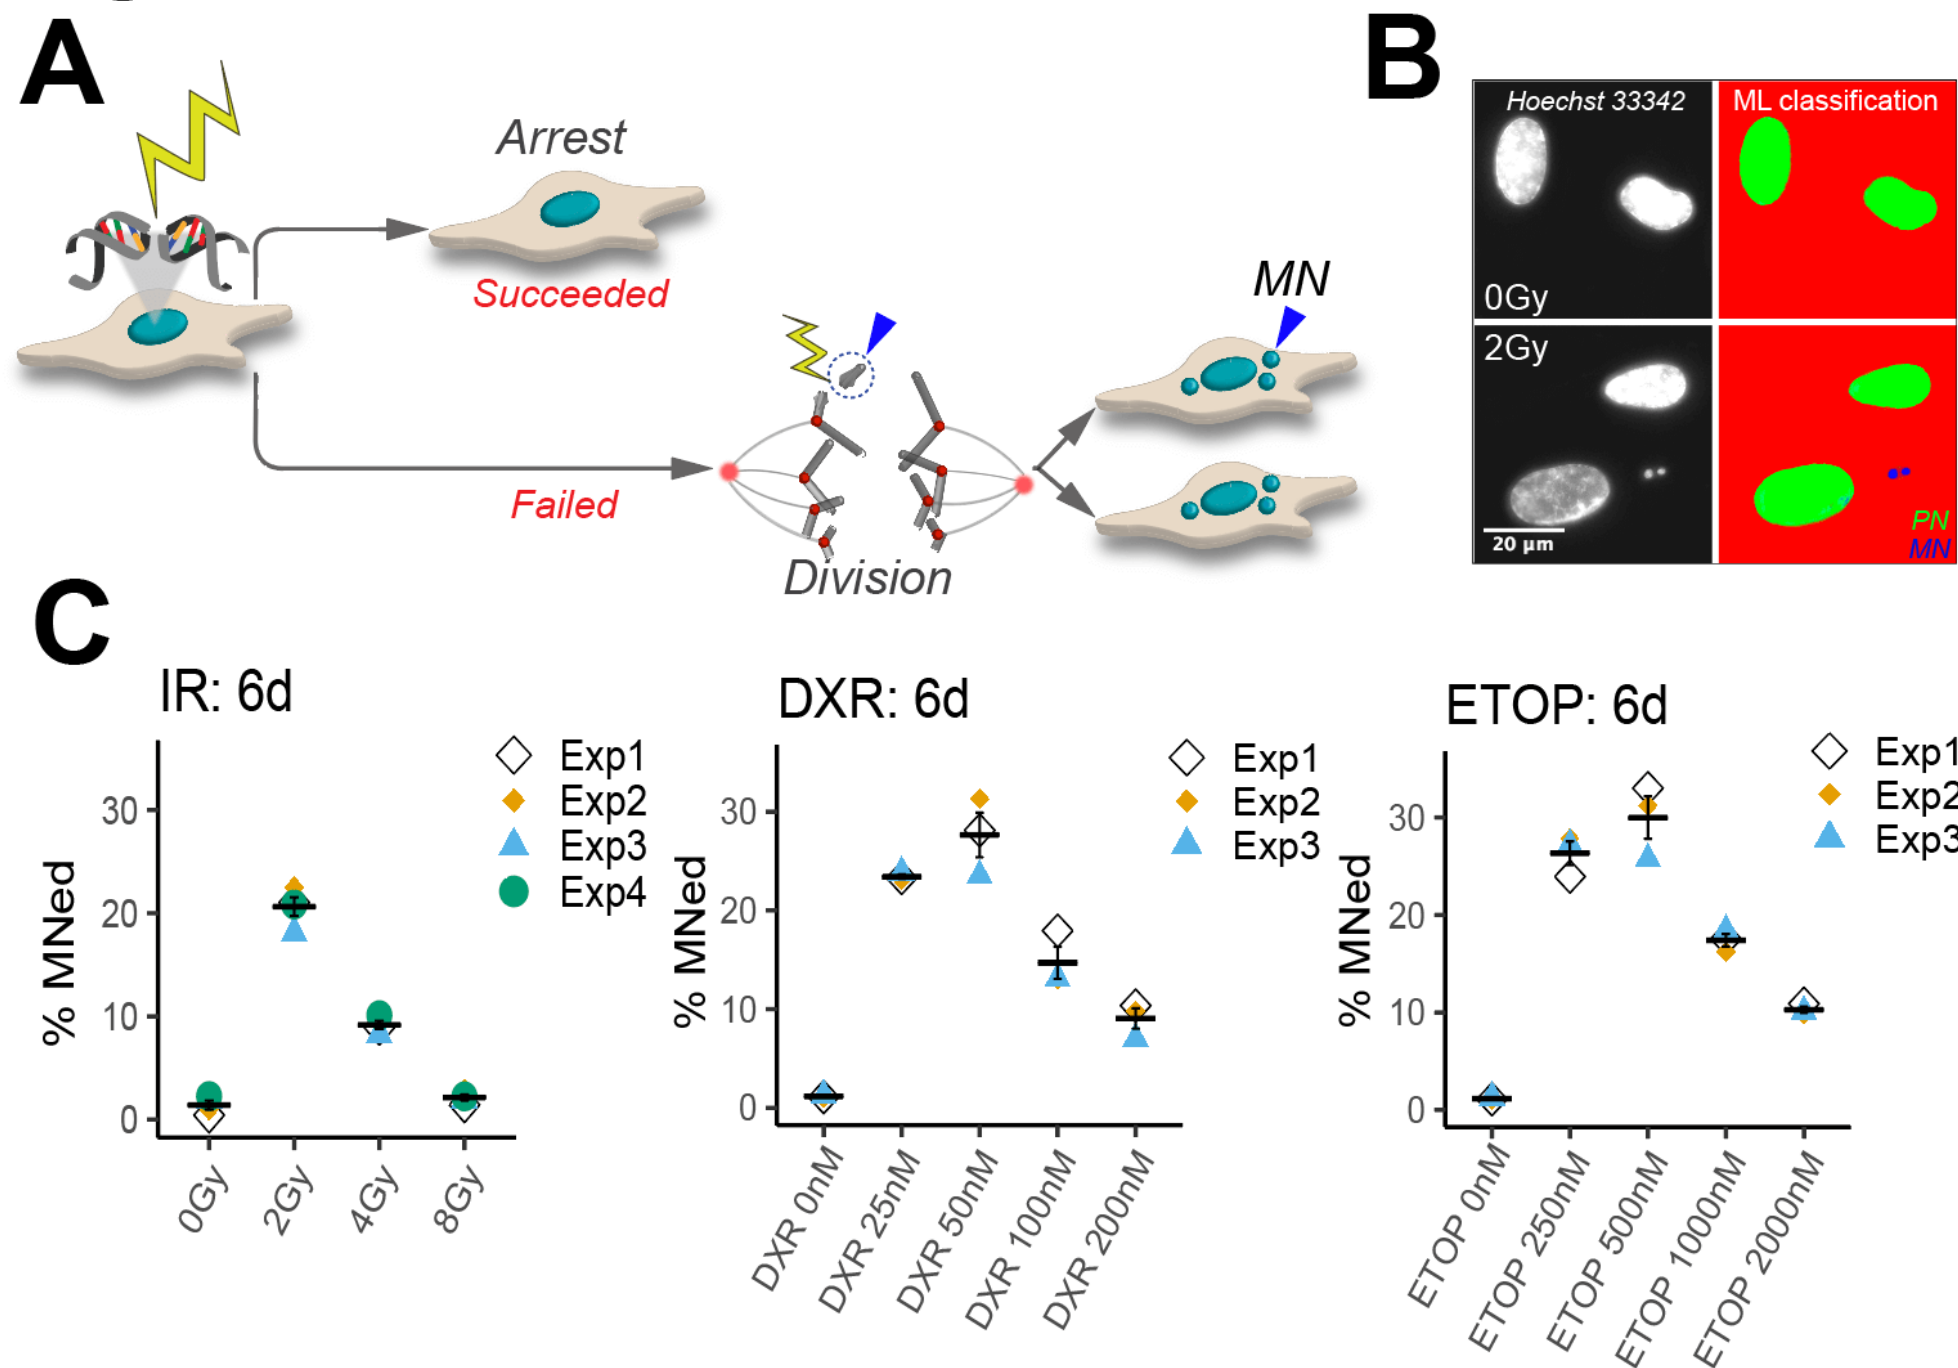 A
Arrest
Succeeded
Failed
Division
MN
B
Hoechst 33342
ML classification
0Gy
2Gy
20 µm
PN
MN
C
IR: 6d
% MNed
30
20
10
0
0Gy
2Gy
4Gy
8Gy
Exp1
Exp2
Exp3
Exp4
DXR: 6d
% MNed
30
20
10
0
DXR 0nM
DXR 25nM
DXR 50nM
DXR 100nM
DXR 200nM
Exp1
Exp2
Exp3
ETOP: 6d
% MNed
30
20
10
0
ETOP 0nM
ETOP 250nM
ETOP 500nM
ETOP 1000nM
ETOP 2000nM
Exp1
Exp2
Exp3